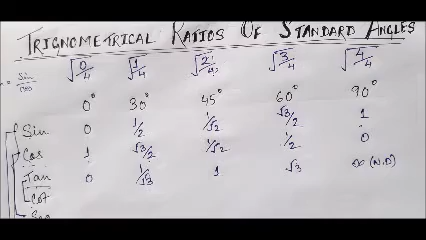 TRIGNOMETRICAL RATIOS OF STANDARD ANGLES
√0/4 √1/4 √2/4 √3/4 √4/4
= Sin/Cos
0° 30° 45° 60° 90°
Sin 0 1/2 1/√2 √3/2 1
Cos 1 √3/2 1/√2 1/2 0
Tan 0 1/√3 1 √3 ∞ (N.D)
Cot